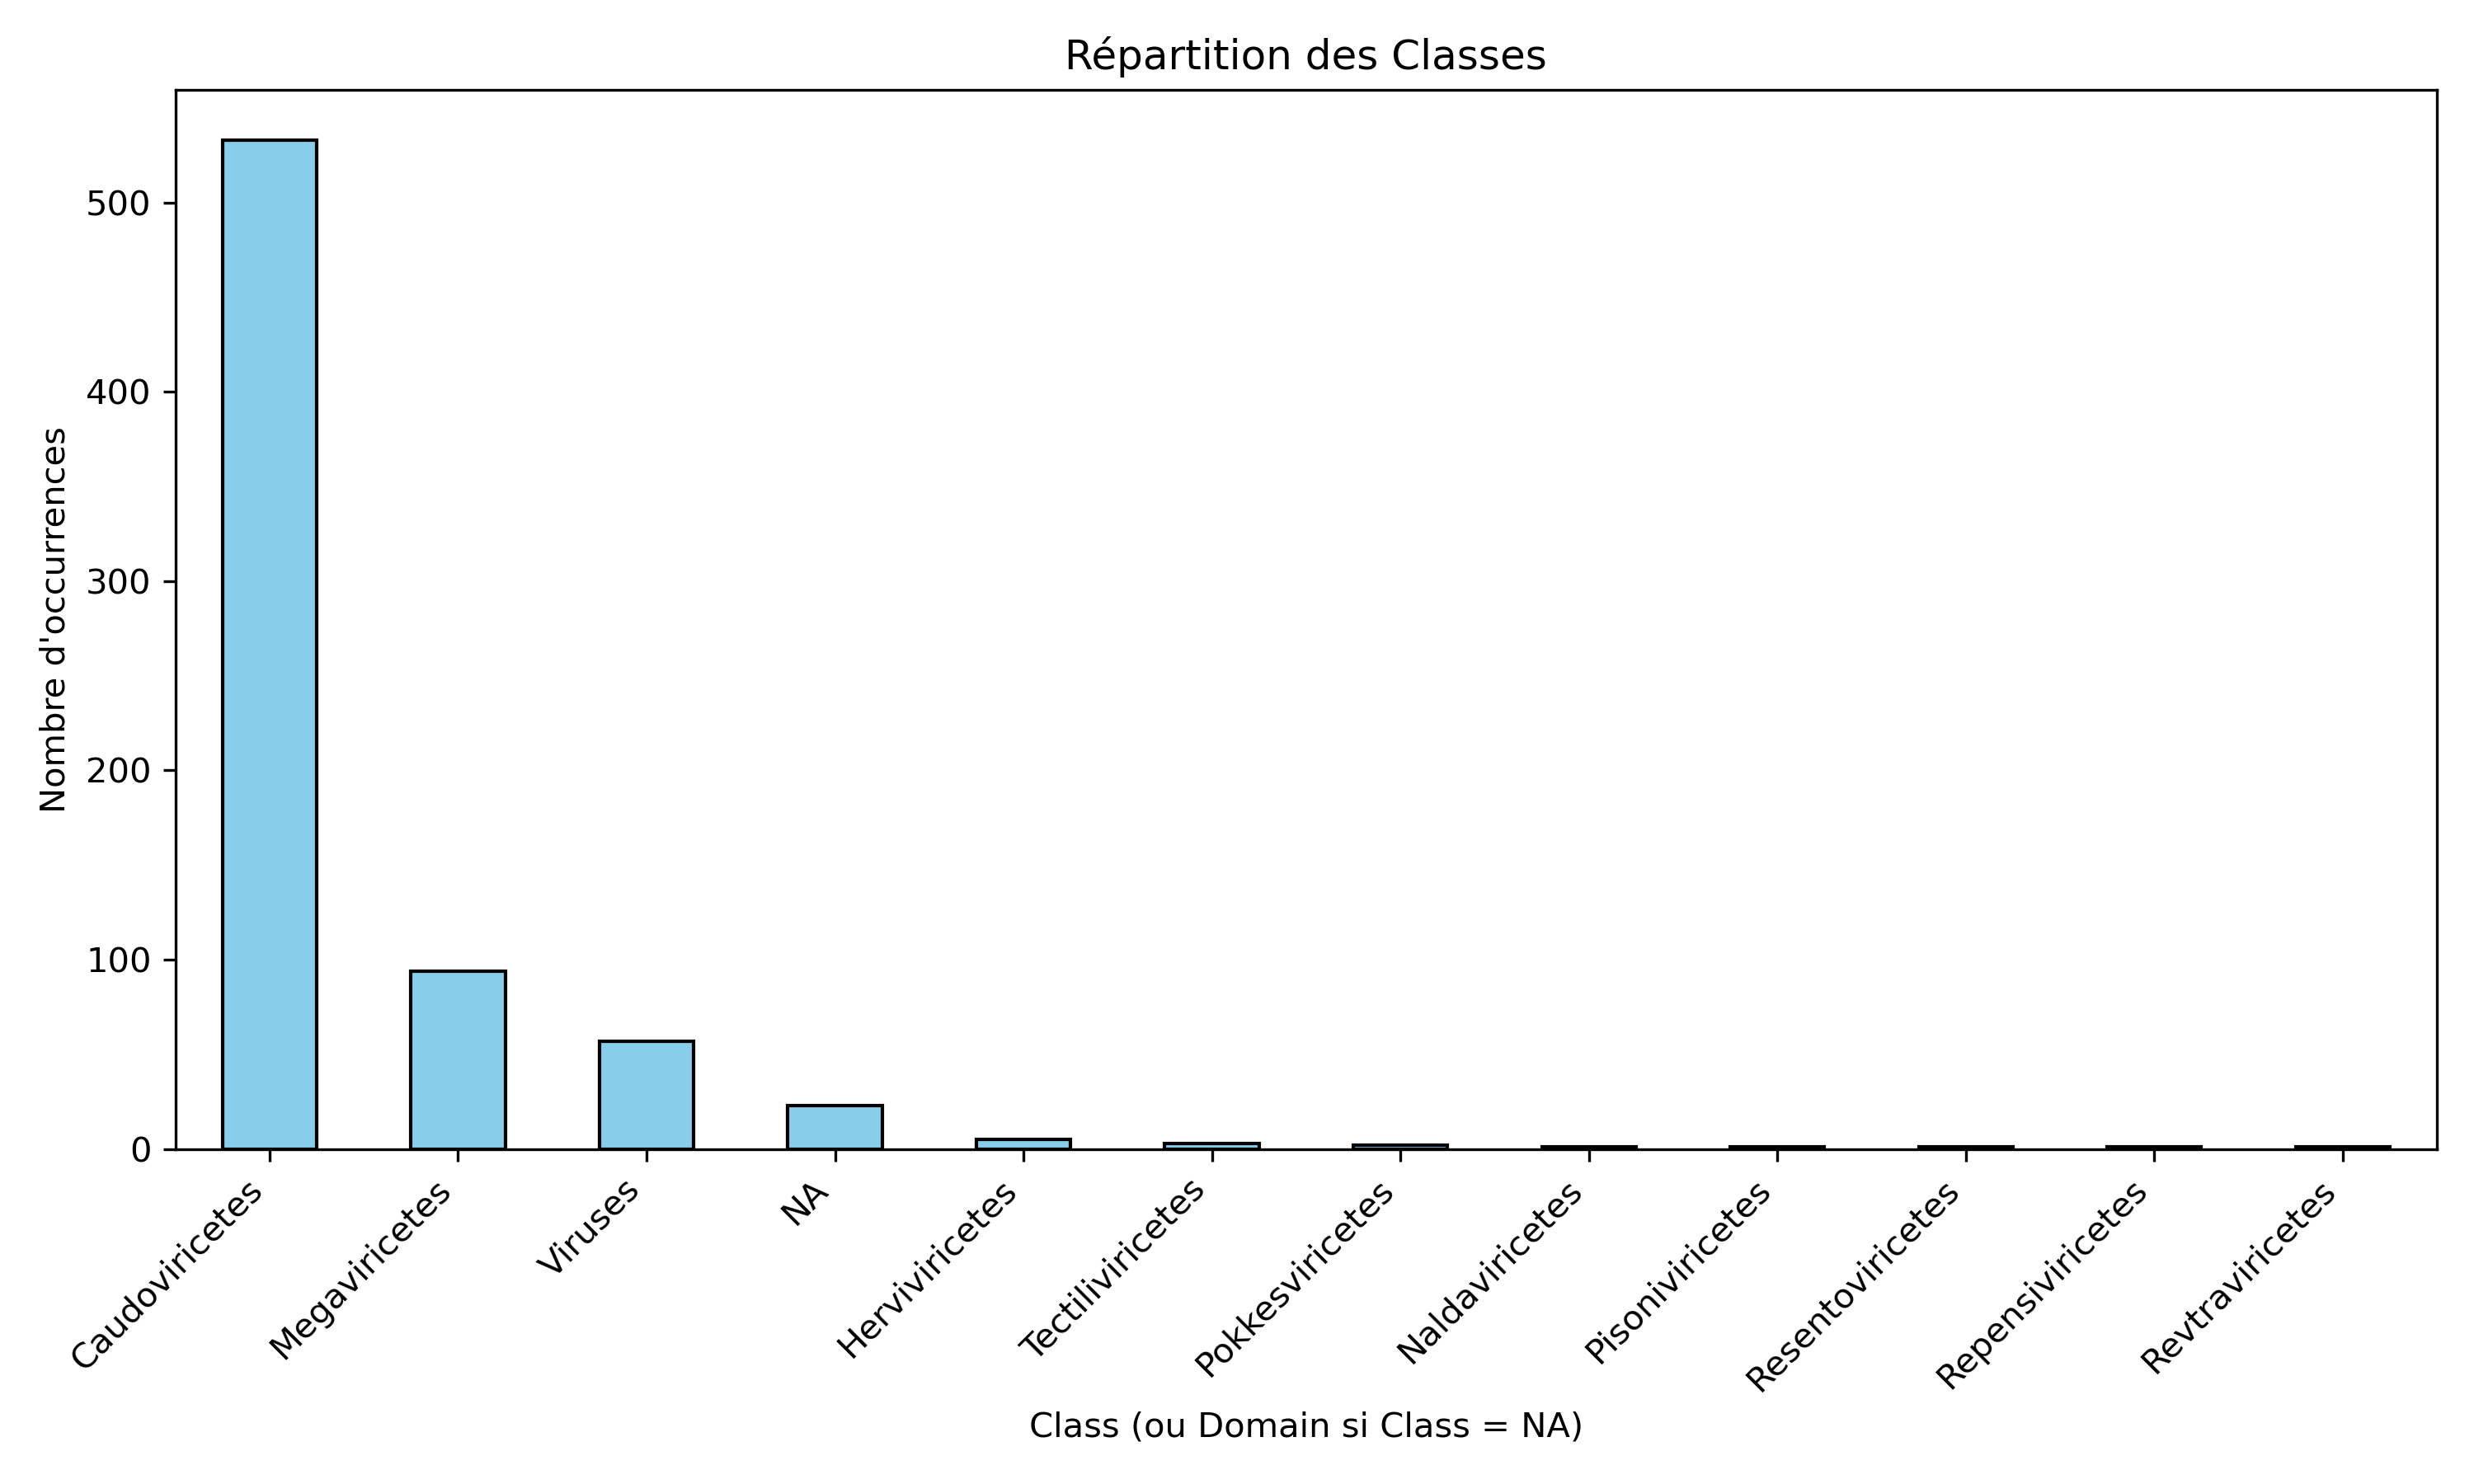 Répartition des Classes
Nombre d'occurrences
500
400
300
200
100
0
Caudoviricetes
Megaviricetes
Viruses
NA
Herviviricetes
Tectiliviricetes
Pokkesviricetes
Naldaviricetes
Pisoniviricetes
Resentoviricetes
Repensiviricetes
Revtraviricetes
Class (ou Domain si Class = NA)